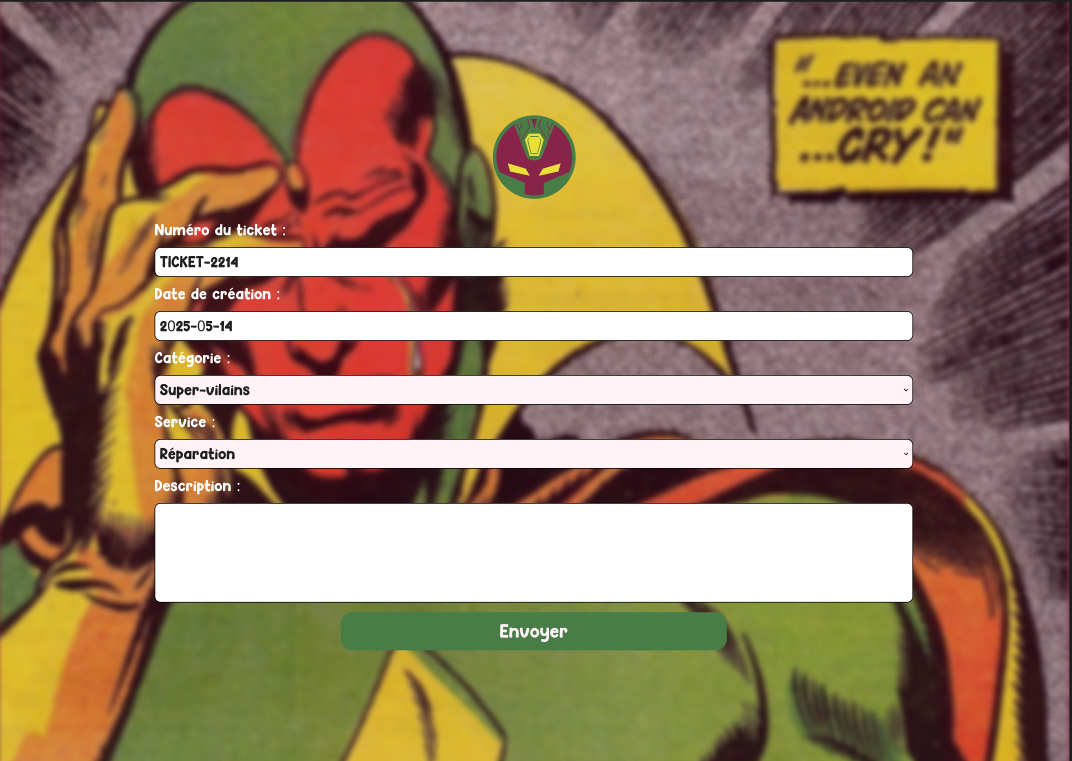 "...EVEN AN
ANDROID CAN
...CRY!"
Numéro du ticket :
TICKET-2214
Date de création :
2025-05-14
Catégorie :
Super-vilains
Service :
Réparation
Description :
Envoyer